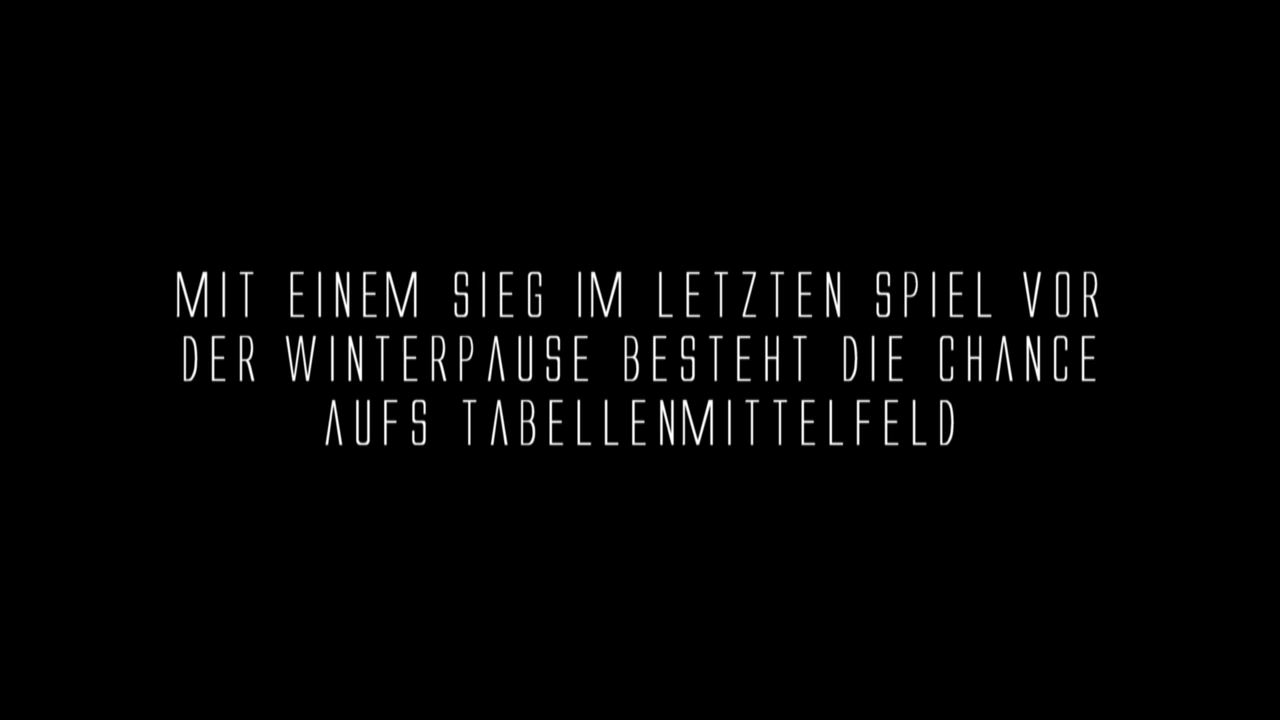 MIT EINEM SIEG IM LETZTEN SPIEL VOR
DER WINTERPAUSE BESTEHT DIE CHANCE
AUFS TABELLENMITTELFELD